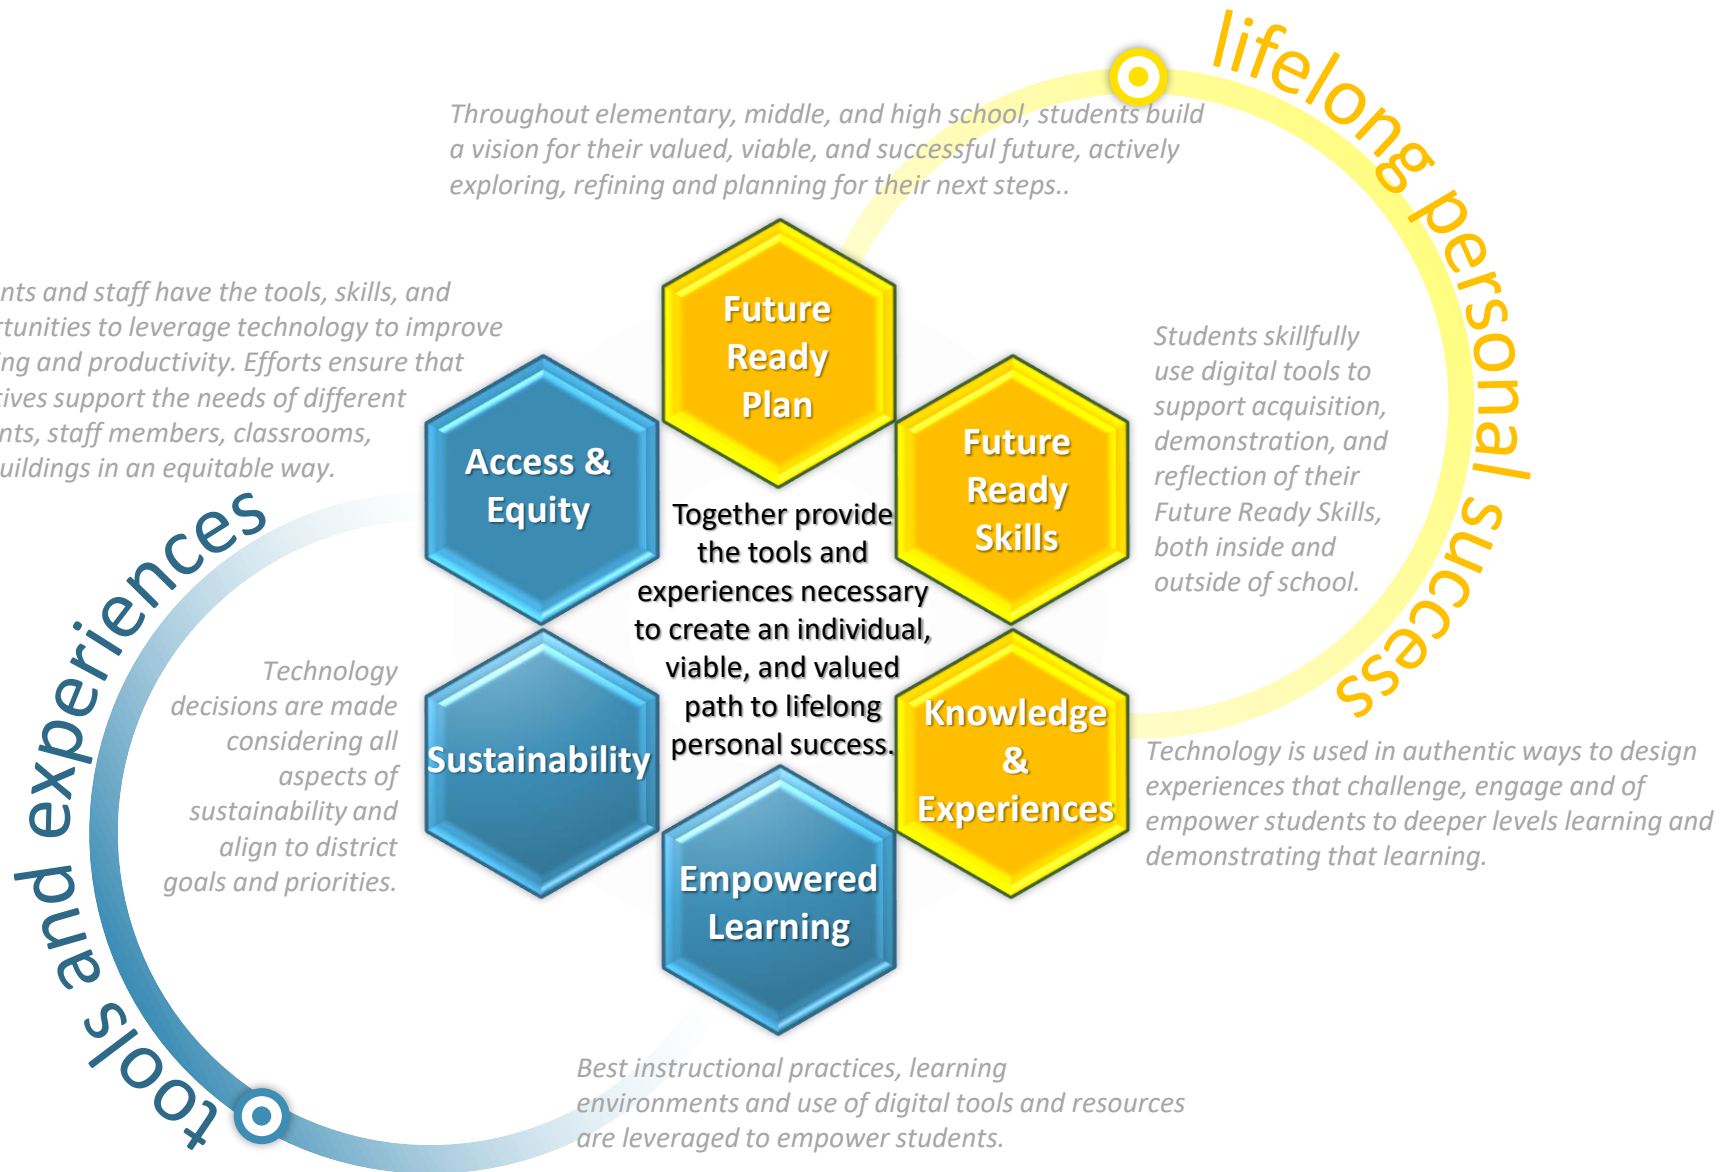 lifelong personal success
Throughout elementary, middle, and high school, students build
a vision for their valued, viable, and successful future, actively
exploring, refining and planning for their next steps..
Future
Ready
Plan
nts and staff have the tools, skills, and
rtunities to leverage technology to improve
ing and productivity. Efforts ensure that
tives support the needs of different
nts, staff members, classrooms,
uildings in an equitable way.
Access &
Equity
Future
Ready
Skills
Students skillfully
use digital tools to
support acquisition,
demonstration, and
reflection of their
Future Ready Skills,
both inside and
outside of school.
Together provide
the tools and
experiences necessary
to create an individual,
viable, and valued
path to lifelong
personal success.
tools and experiences
Technology
decisions are made
considering all
aspects of
sustainability and
align to district
goals and priorities.
Sustainability
Knowledge
&
Experiences
Technology is used in authentic ways to design
experiences that challenge, engage and of
empower students to deeper levels learning and
demonstrating that learning.
Empowered
Learning
Best instructional practices, learning
environments and use of digital tools and resources
are leveraged to empower students.